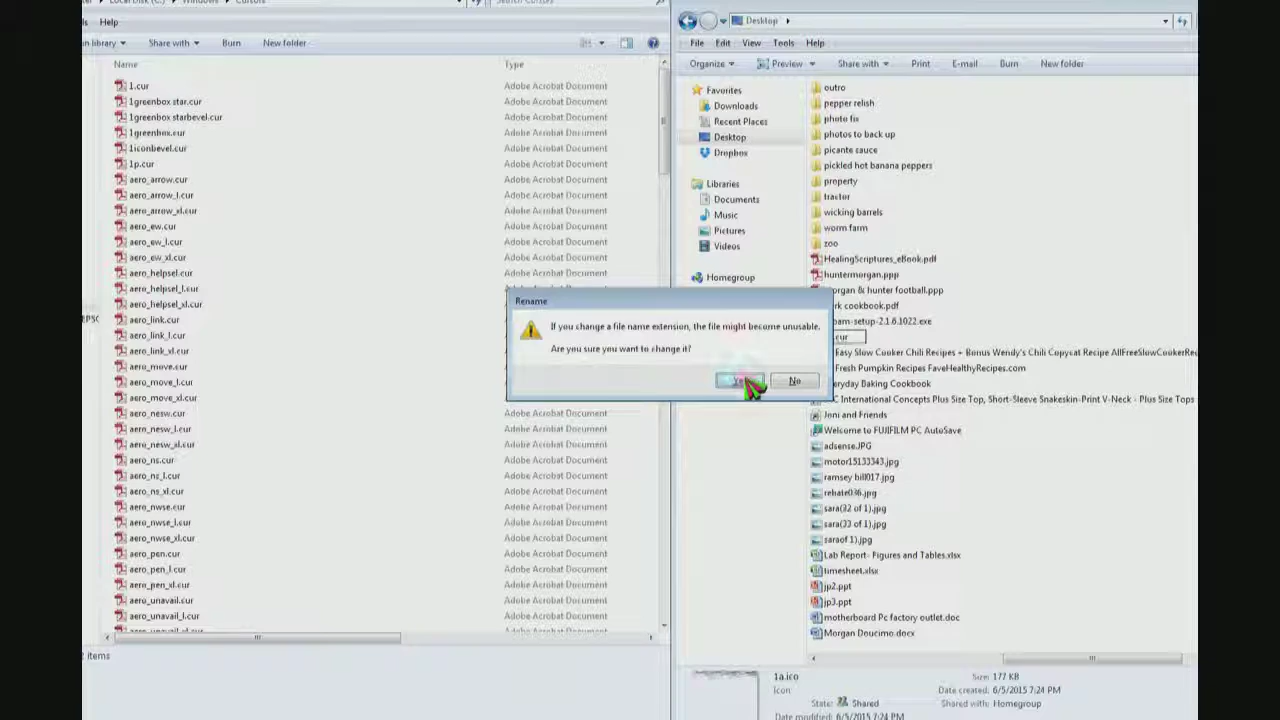 Local Disk (C:) Windows Cursors
Search Cursors
Help
in library
Share with
Burn
New folder
Name
Type
1.cur
Adobe Acrobat Document
1greenbox star.cur
Adobe Acrobat Document
1greenbox starbevel.cur
Adobe Acrobat Document
1greenbox.cur
Adobe Acrobat Document
1iconbevel.cur
Adobe Acrobat Document
1p.cur
Adobe Acrobat Document
aero_arrow.cur
Adobe Acrobat Document
aero_arrow_l.cur
Adobe Acrobat Document
aero_arrow_xl.cur
Adobe Acrobat Document
aero_ew.cur
Adobe Acrobat Document
aero_ew_l.cur
Adobe Acrobat Document
aero_ew_xl.cur
Adobe Acrobat Document
aero_helpsel.cur
Adobe Acrobat Document
aero_helpsel_l.cur
aero_helpsel_xl.cur
aero_link.cur
aero_link_l.cur
aero_link_xl.cur
aero_move.cur
aero_move_l.cur
aero_move_xl.cur
aero_nesw.cur
Adobe Acrobat Document
aero_nesw_l.cur
Adobe Acrobat Document
aero_nesw_xl.cur
Adobe Acrobat Document
aero_ns.cur
Adobe Acrobat Document
aero_ns_l.cur
Adobe Acrobat Document
aero_ns_xl.cur
Adobe Acrobat Document
aero_nwse.cur
Adobe Acrobat Document
aero_nwse_l.cur
Adobe Acrobat Document
aero_nwse_xl.cur
Adobe Acrobat Document
aero_pen.cur
Adobe Acrobat Document
aero_pen_l.cur
Adobe Acrobat Document
aero_pen_xl.cur
Adobe Acrobat Document
aero_unavail.cur
Adobe Acrobat Document
aero_unavail_l.cur
Adobe Acrobat Document
items
Rename
If you change a file name extension, the file might become unusable.
Are you sure you want to change it?
No
Desktop
File Edit View Tools Help
Organize
Preview
Share with
Print
E-mail
Burn
New folder
Favorites
Downloads
Recent Places
Desktop
Dropbox
Libraries
Documents
Music
Pictures
Videos
Homegroup
outro
pepper relish
photo fix
photos to back up
picante sauce
pickled hot banana peppers
property
tractor
wicking barrels
worm farm
zoo
HealingScriptures_eBook.pdf
huntermorgan.ppp
organ & hunter football.ppp
rk cookbook.pdf
am-setup-2.1.6.1022.exe
.cur
Easy Slow Cooker Chili Recipes + Bonus Wendy's Chili Copycat Recipe AllFreeSlowCookerRe
Fresh Pumpkin Recipes FaveHealthyRecipes.com
eryday Baking Cookbook
C International Concepts Plus Size Top, Short-Sleeve Snakeskin-Print V-Neck - Plus Size Tops
Joni and Friends
Welcome to FUJIFILM PC AutoSave
adsense.JPG
motor15133343.jpg
ramsey bill017.jpg
rebate036.jpg
sara(32 of 1).jpg
sara(33 of 1).jpg
saraof 1).jpg
Lab Report- Figures and Tables.xlsx
timesheet.xlsx
jp2.ppt
jp3.ppt
motherboard Pc factory outlet.doc
Morgan Doucimo.docx
1a.ico
Icon
State: Shared
Date modified: 6/5/2015 7:24 PM
Size: 177 KB
Date created: 6/5/2015 7:24 PM
Shared with: Homegroup